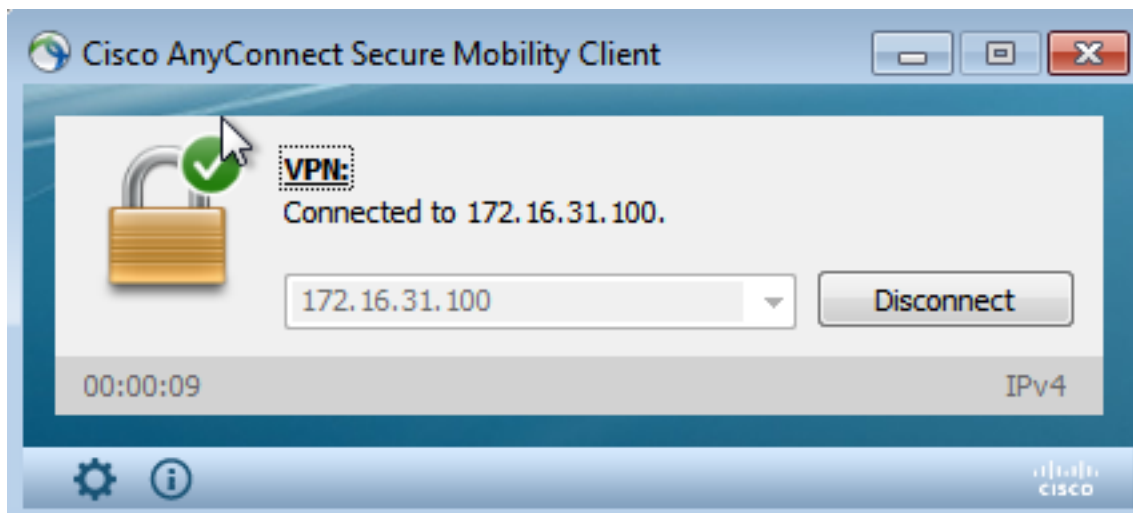 Cisco AnyConnect Secure Mobility Client
VPN:
Connected to 172.16.31.100.
172.16.31.100
Disconnect
00:00:09
IPv4
CISCO